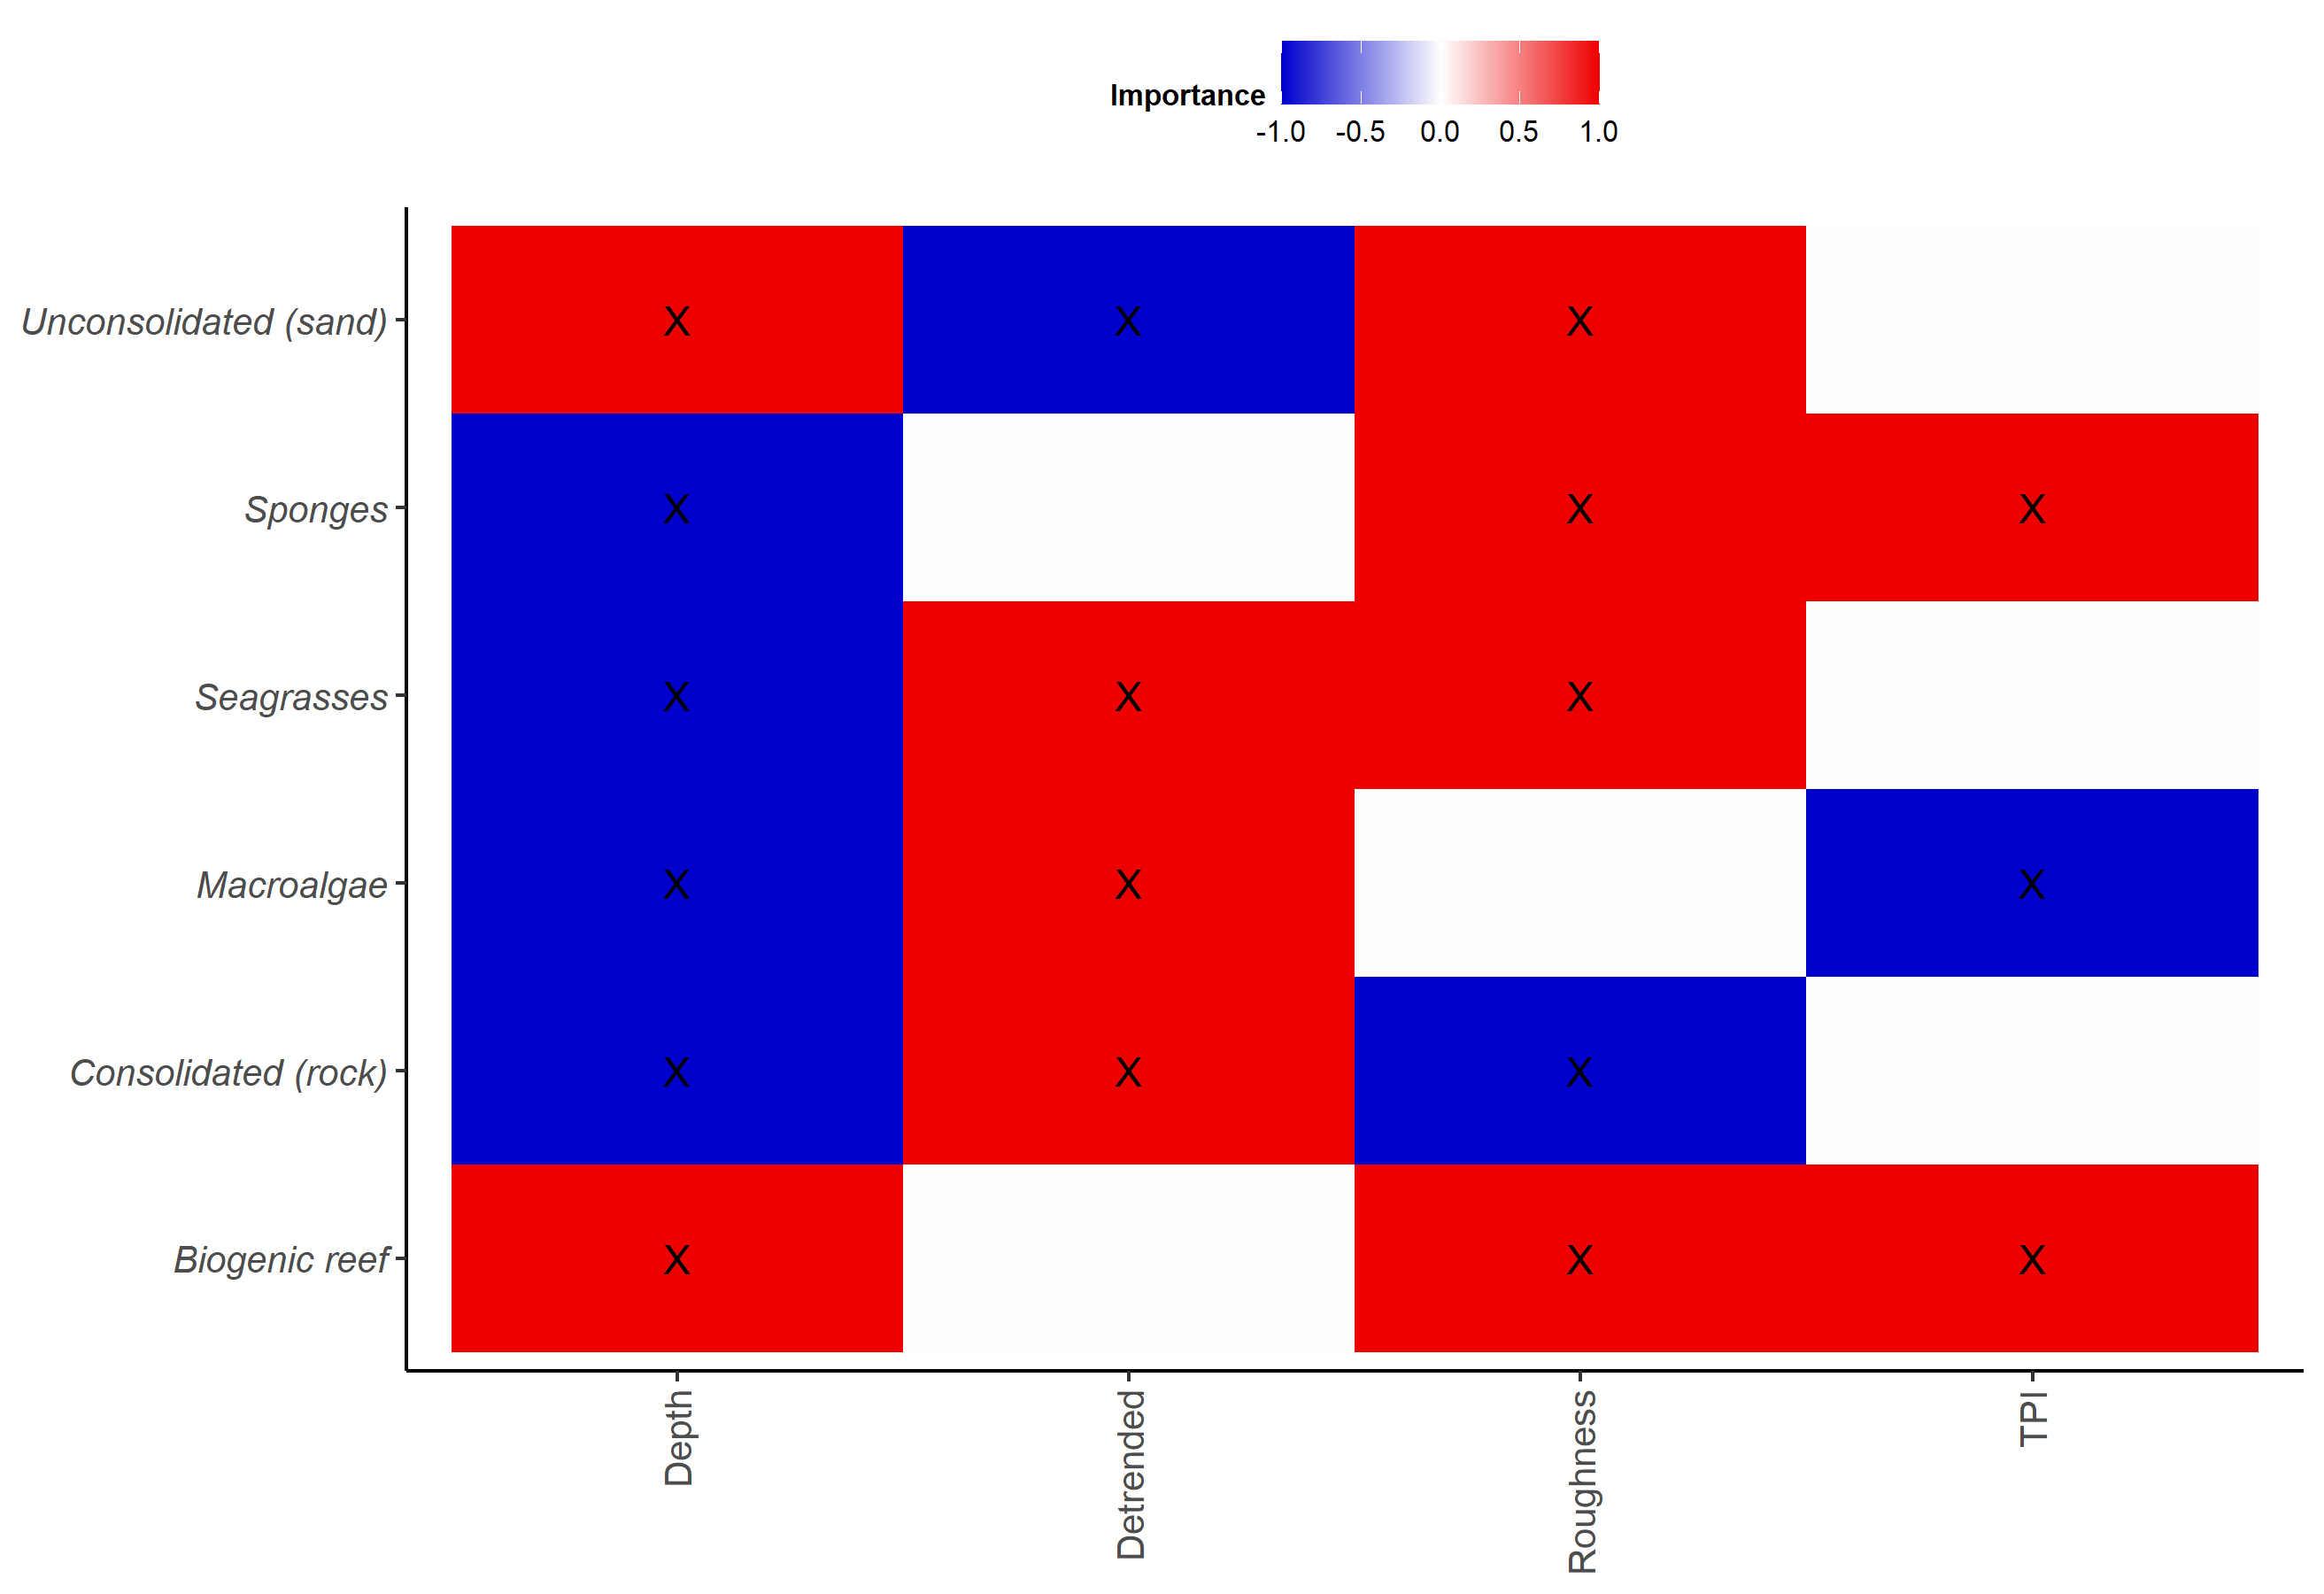 Importance
-1.0 -0.5 0.0 0.5 1.0
Unconsolidated (sand) X X X
Sponges X X X
Seagrasses X X X
Macroalgae X X X
Consolidated (rock) X X X
Biogenic reef X X X
Depth
Detrended
Roughness
TPI